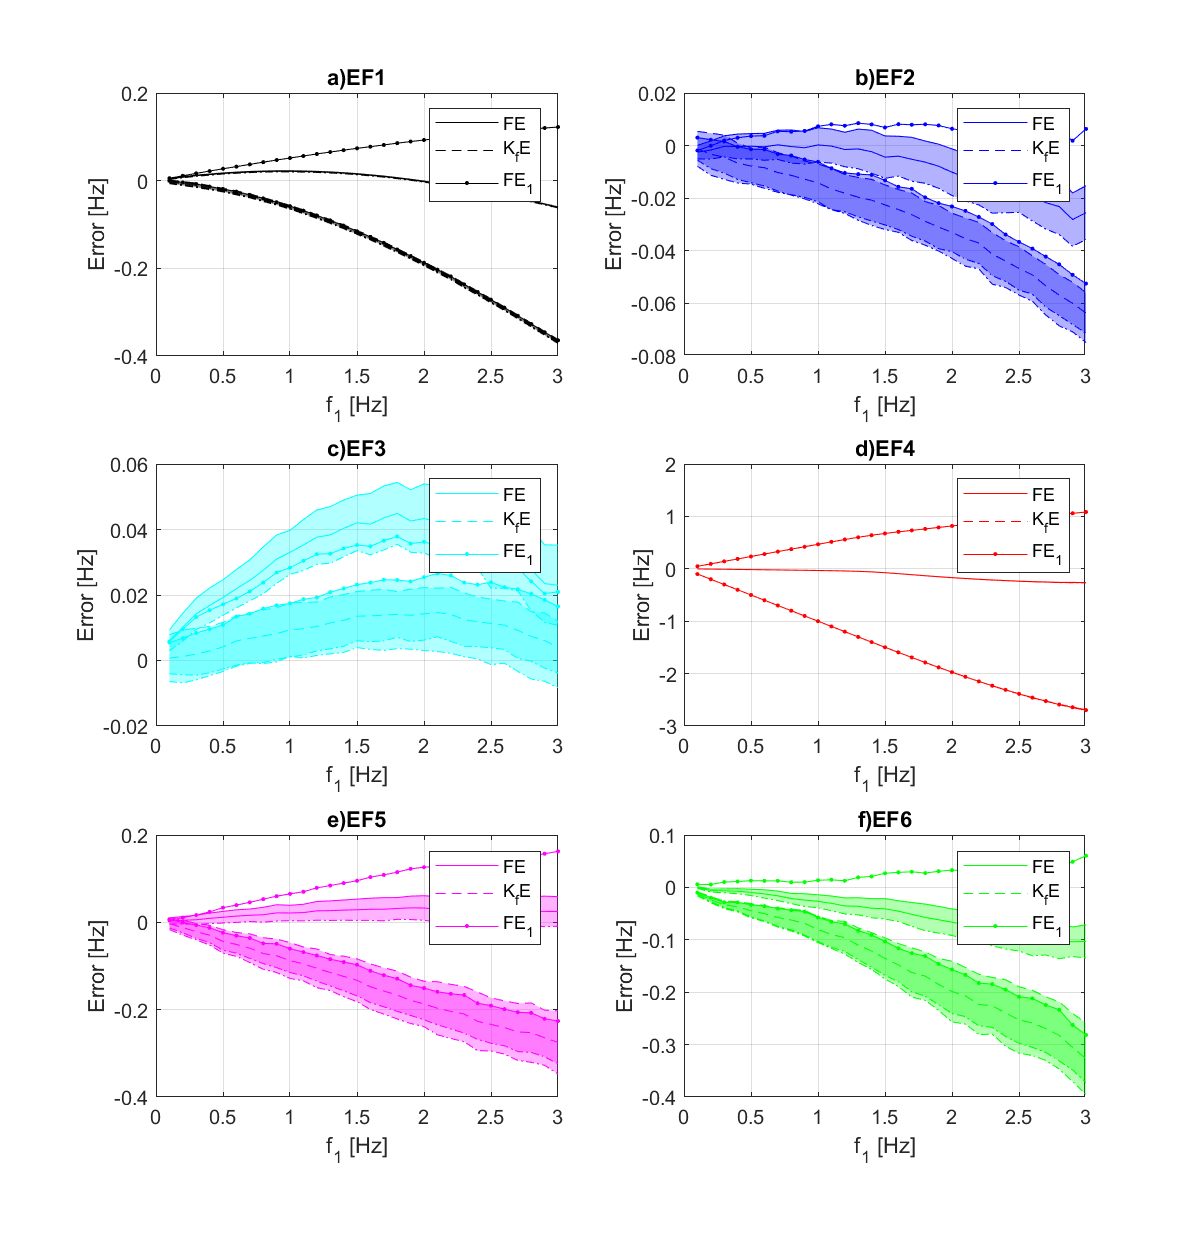 a)EF1
0.2
0
-0.2
-0.4
Error [Hz]
0 0.5 1 1.5 2 2.5 3
f1 [Hz]
FE
KfE
FE1
b)EF2
0.02
0
-0.02
-0.04
-0.06
-0.08
Error [Hz]
0 0.5 1 1.5 2 2.5 3
f1 [Hz]
FE
KfE
FE1
c)EF3
0.06
0.04
0.02
0
-0.02
Error [Hz]
0 0.5 1 1.5 2 2.5 3
f1 [Hz]
FE
KfE
FE1
d)EF4
2
1
0
-1
-2
-3
Error [Hz]
0 0.5 1 1.5 2 2.5 3
f1 [Hz]
FE
KfE
FE1
e)EF5
0.2
0
-0.2
-0.4
Error [Hz]
0 0.5 1 1.5 2 2.5 3
f1 [Hz]
FE
KfE
FE1
f)EF6
0.1
0
-0.1
-0.2
-0.3
-0.4
Error [Hz]
0 0.5 1 1.5 2 2.5 3
f1 [Hz]
FE
KfE
FE1